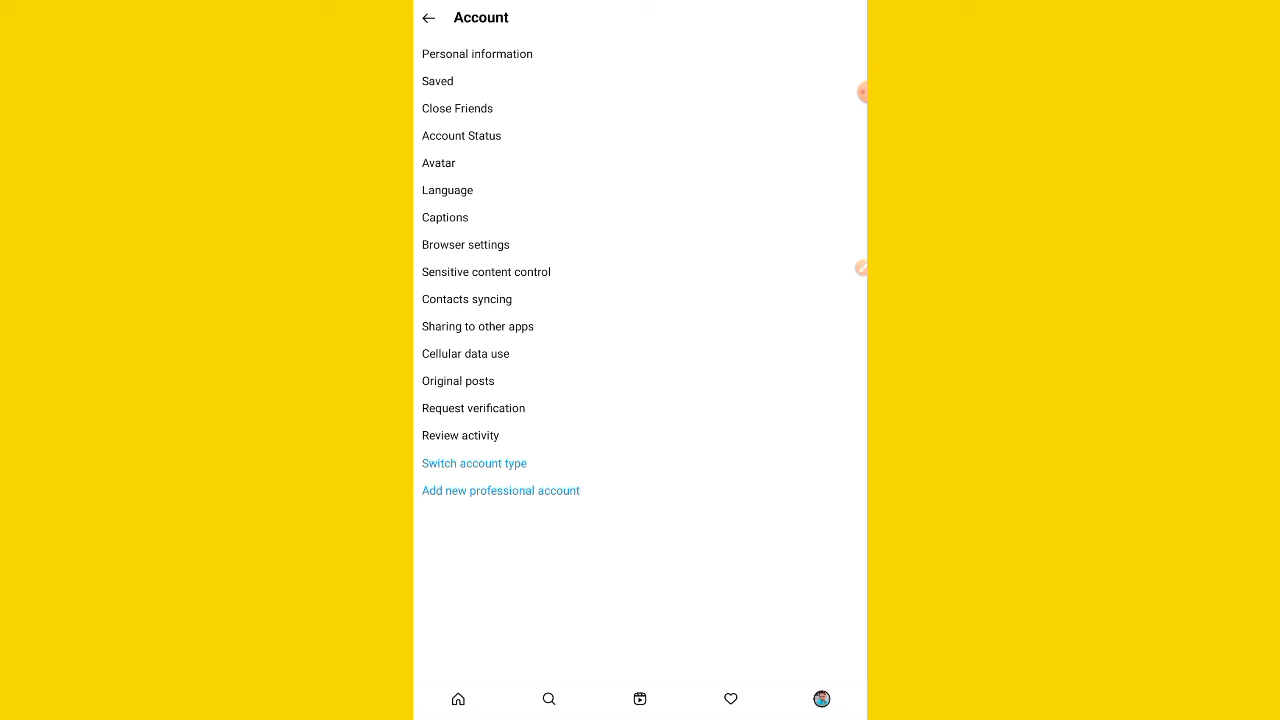 Account
Personal information
Saved
Close Friends
Account Status
Avatar
Language
Captions
Browser settings
Sensitive content control
Contacts syncing
Sharing to other apps
Cellular data use
Original posts
Request verification
Review activity
Switch account type
Add new professional account